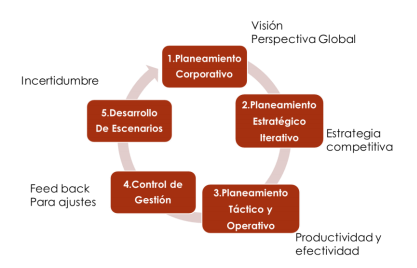 Visión
Perspectiva Global
1.Planeamiento
Corporativo
2.Planeamiento
Estratégico
Iterativo
Estrategia
competitiva
3.Planeamiento
Táctico y
Operativo
Productividad y
efectividad
4.Control de
Gestión
Feed back
Para ajustes
5.Desarrollo
De Escenarios
Incertidumbre